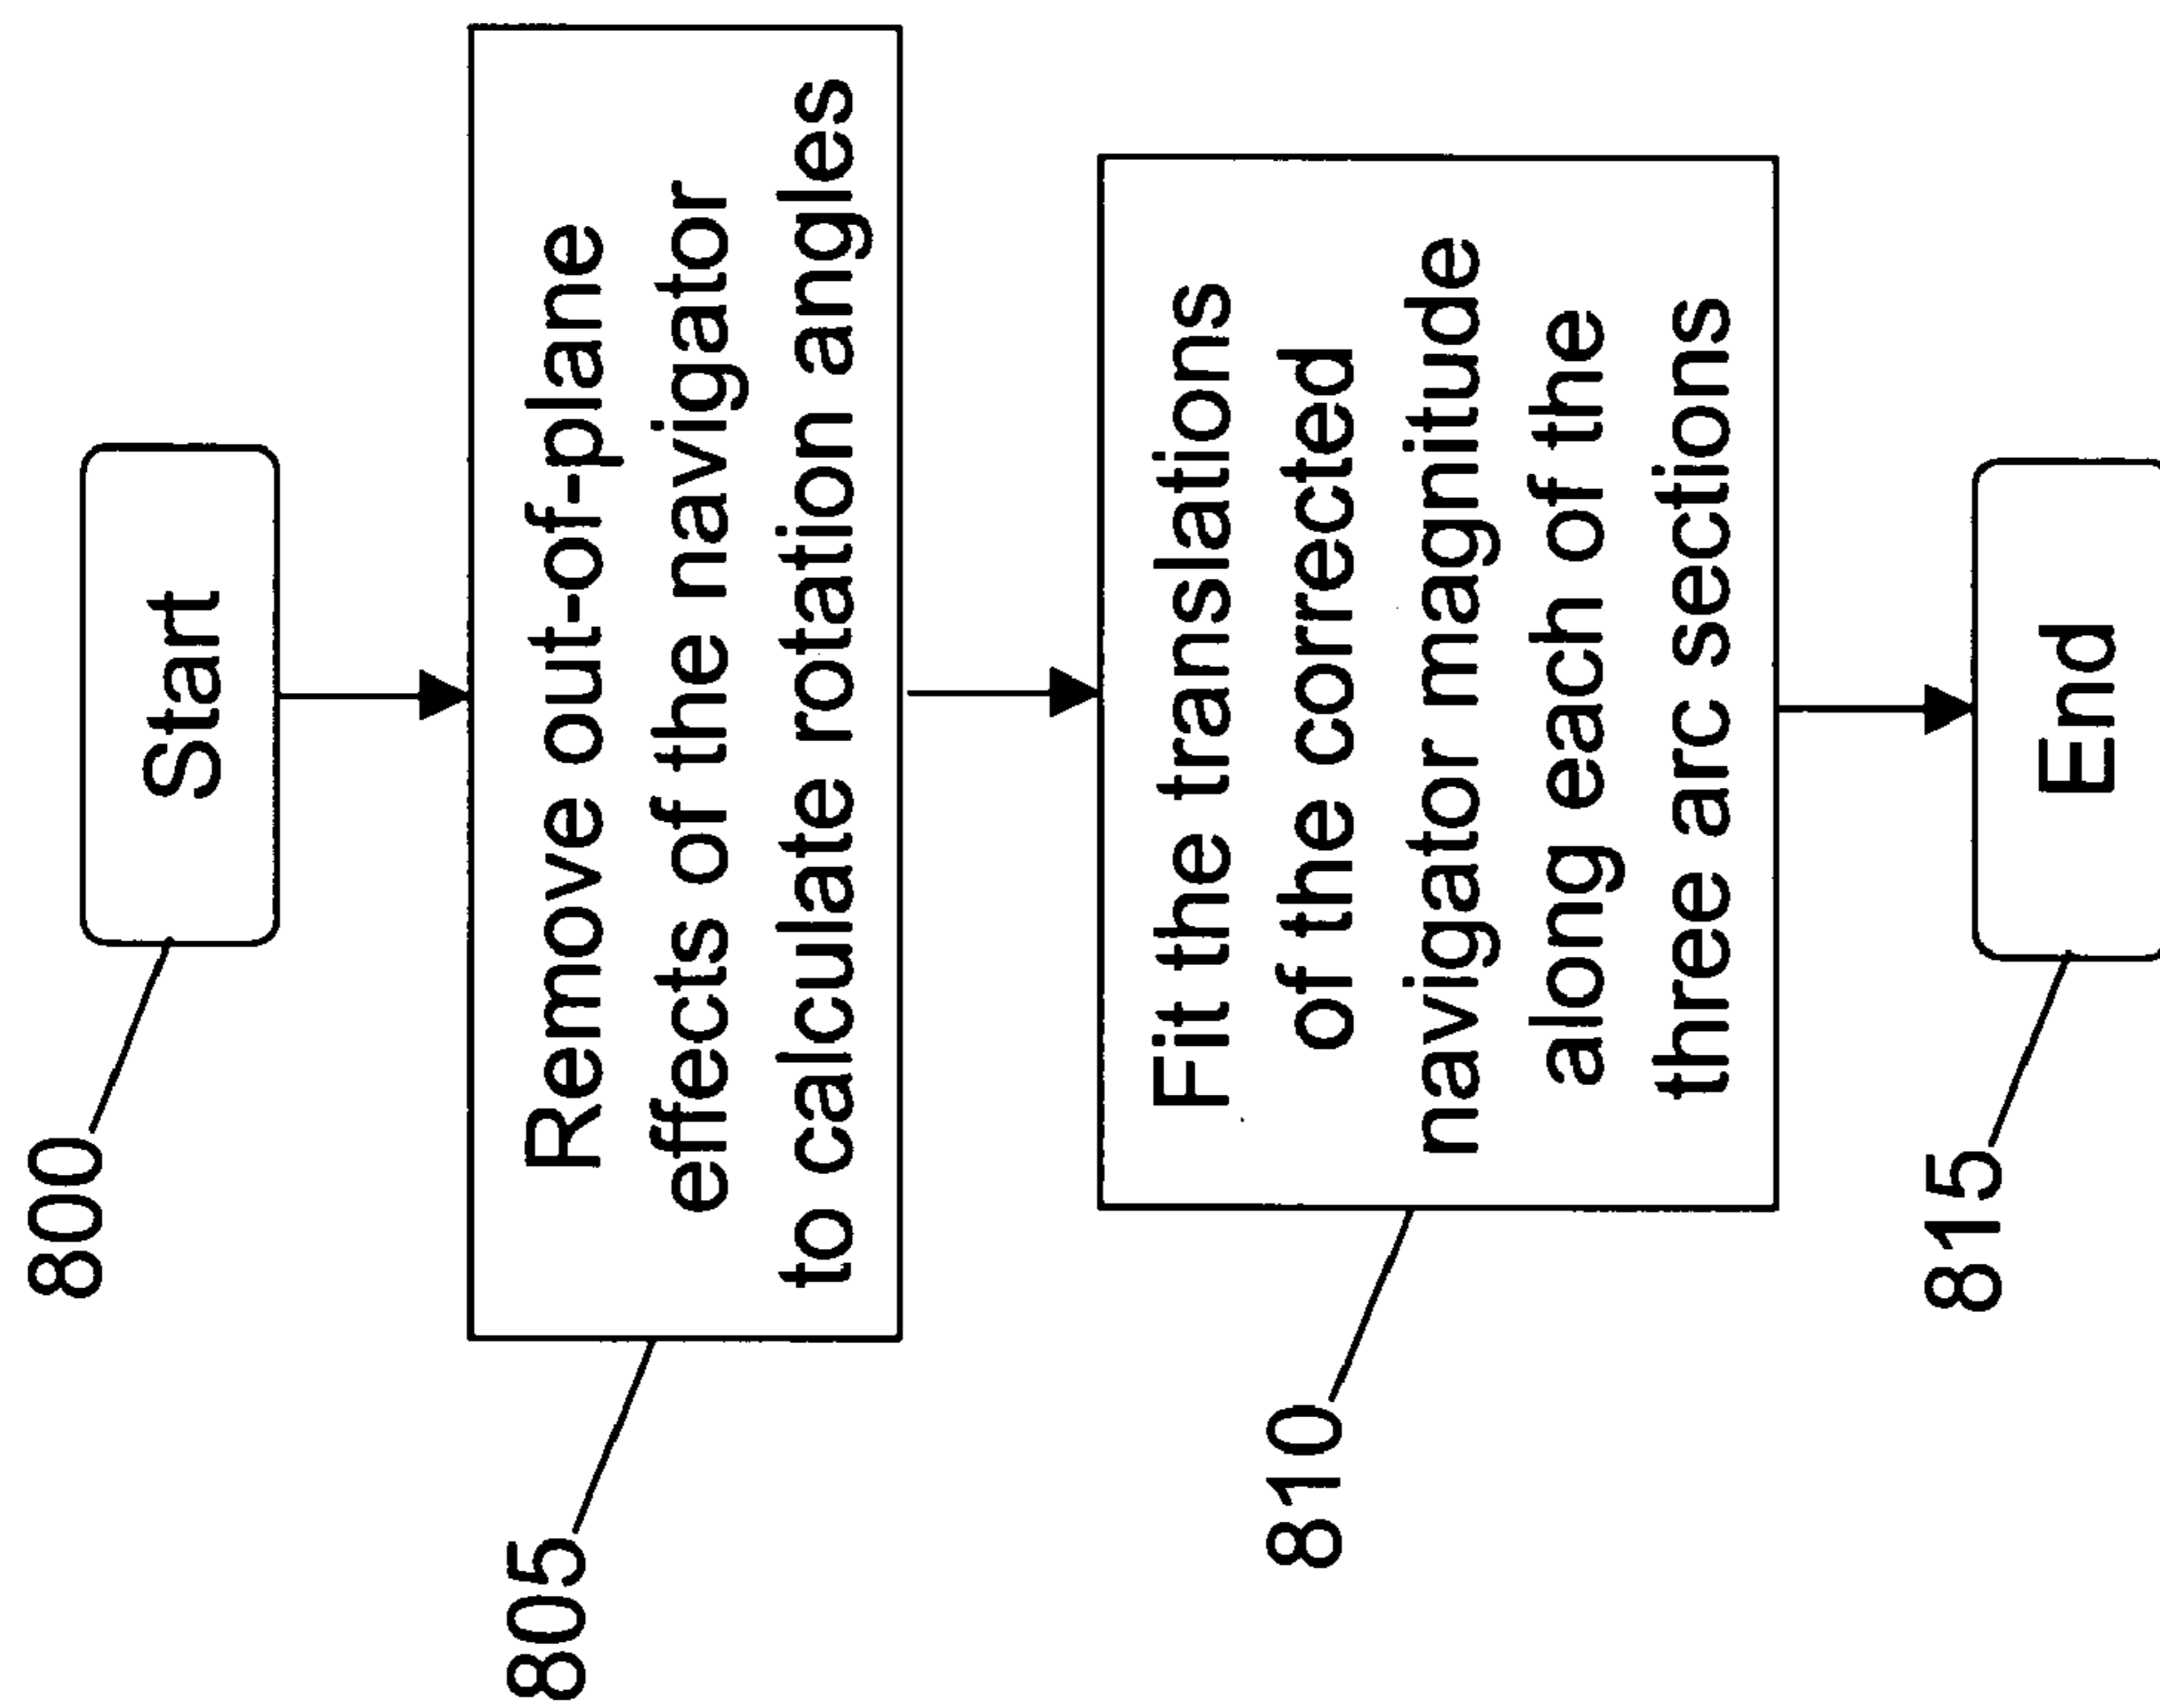 800
Start
805
Remove out-of-plane
effects of the navigator
to calculate rotation angles
810
Fit the translations
of the corrected
navigator magnitude
along each of the
three arc sections
815
End